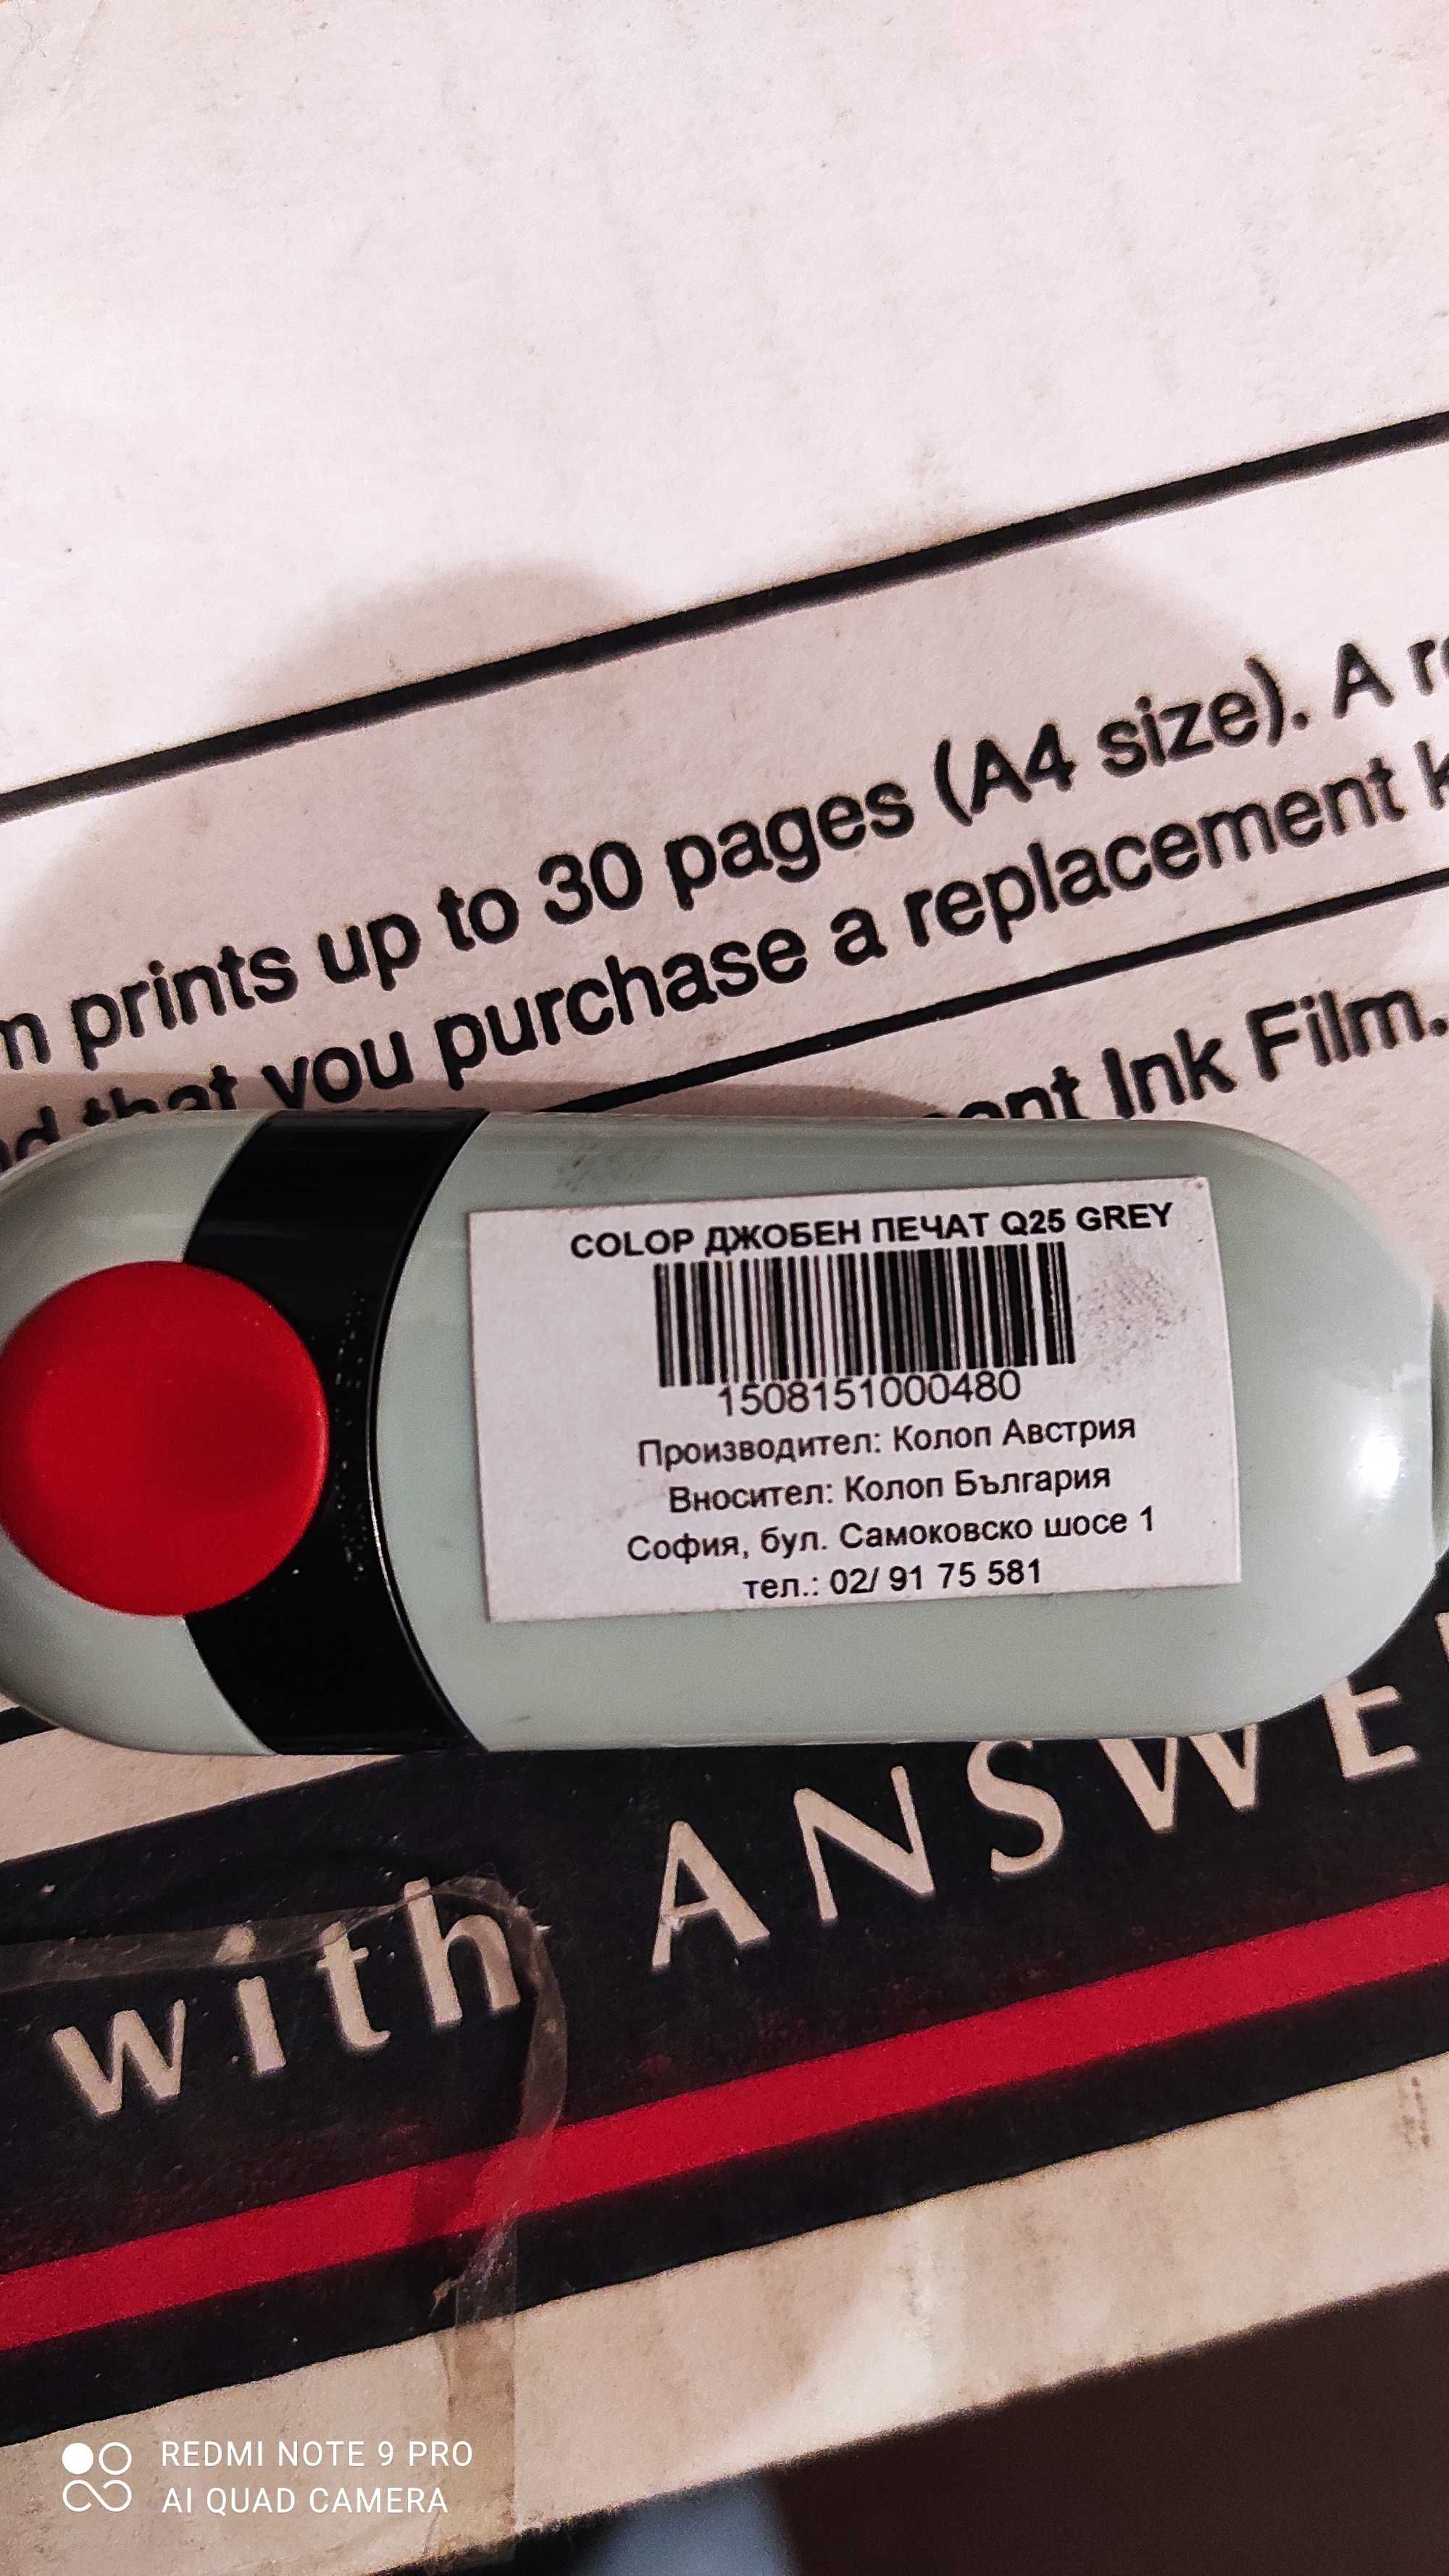 prints up to 30 pages (A4 size). A
that you purchase a replacement
Ink Film.
COLOP ДЖОБЕН ПЕЧАТ Q25 GREY
1508151000480
Производител: Колоп Австрия
Вносител: Колоп България
София, бул. Самоковско шосе 1
тел.: 02/ 91 75 581
with ANSWE
REDMI NOTE 9 PRO
AI QUAD CAMERA